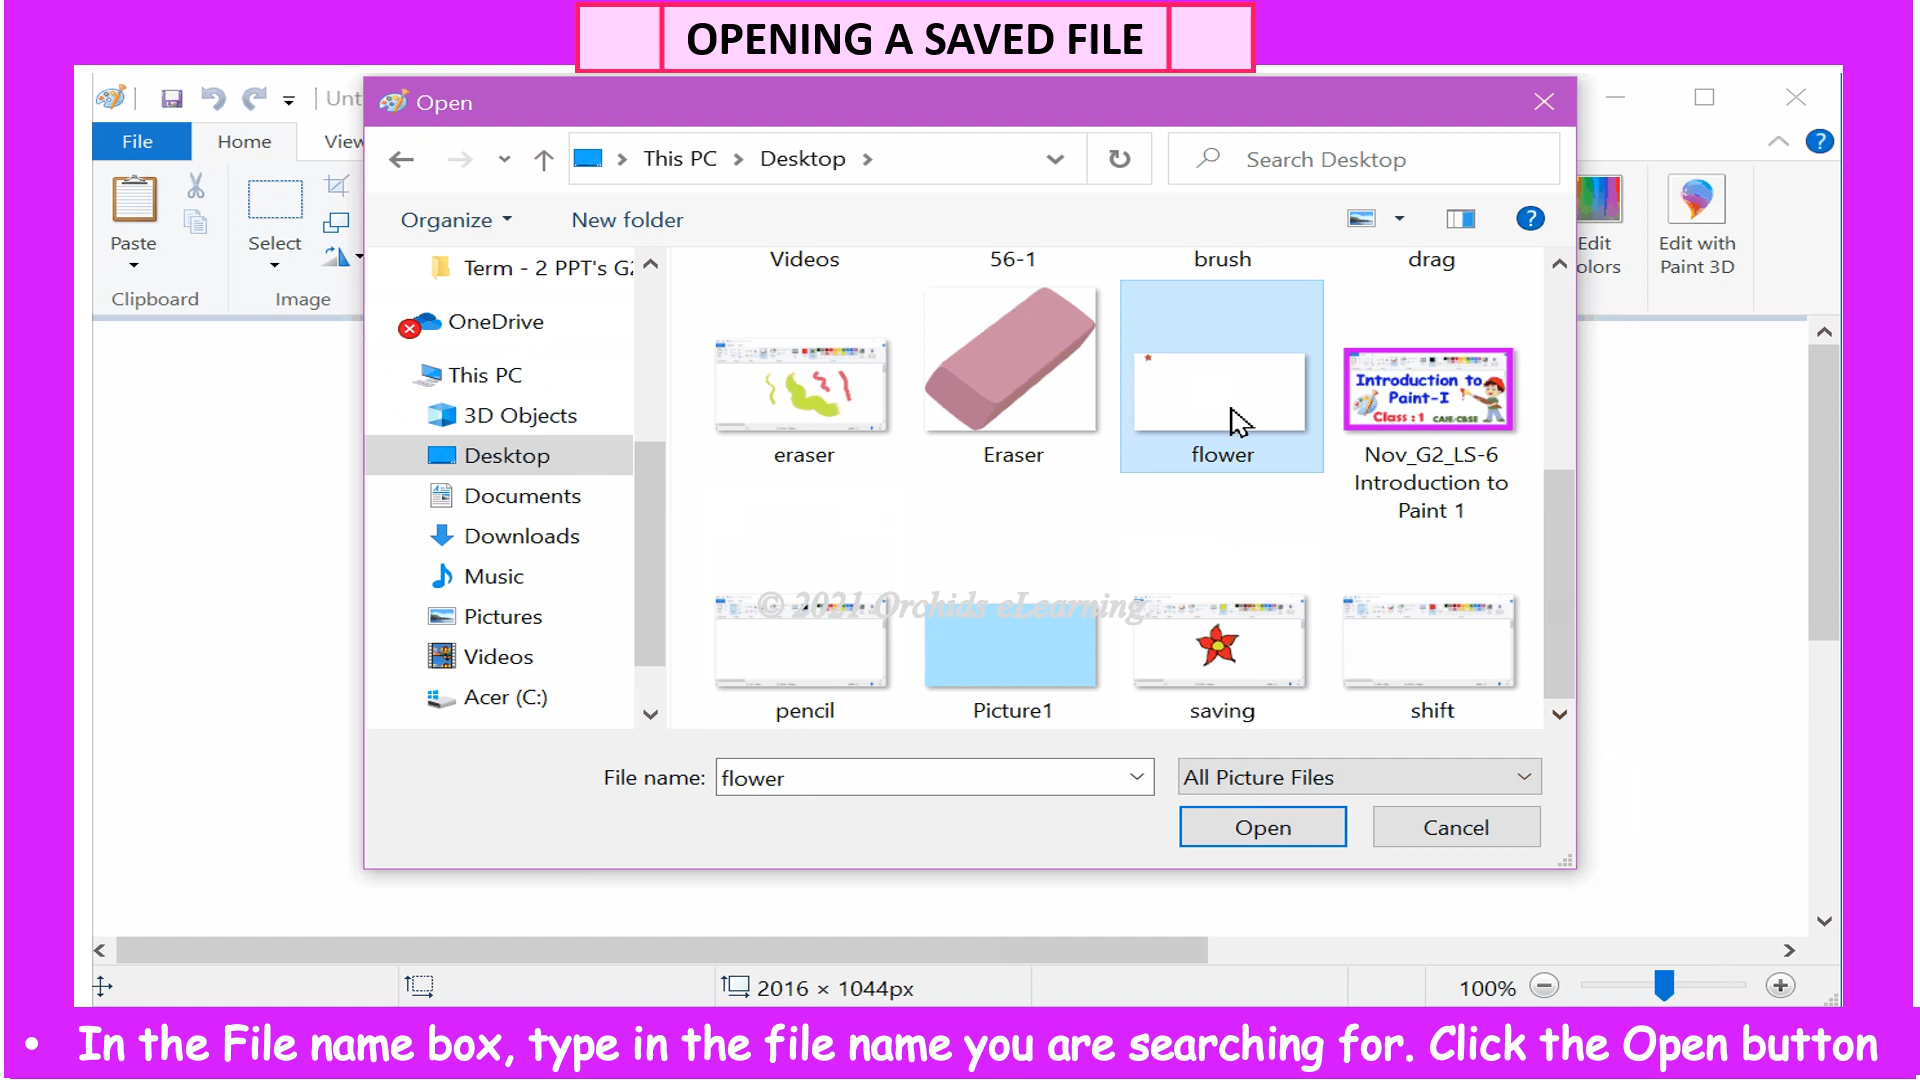 OPENING A SAVED FILE
Unt
Open
File Home View
This PC Desktop
Search Desktop
Organize New folder
Paste
Select
Clipboard
Image
Edit
olors
Edit with
Paint 3D
Term - 2 PPT's G2
OneDrive
This PC
3D Objects
Desktop
Documents
Downloads
Music
Pictures
Videos
Acer (C:)
Videos 56-1 brush drag
Introduction to
Paint-I
Class : 1 CAIE-CBSE
eraser Eraser flower Nov_G2_LS-6
Introduction to
Paint 1
© 2021 Orchids eLearning
pencil Picture1 saving shift
File name: flower All Picture Files
Open Cancel
2016 × 1044px 100%
• In the File name box, type in the file name you are searching for. Click the Open button